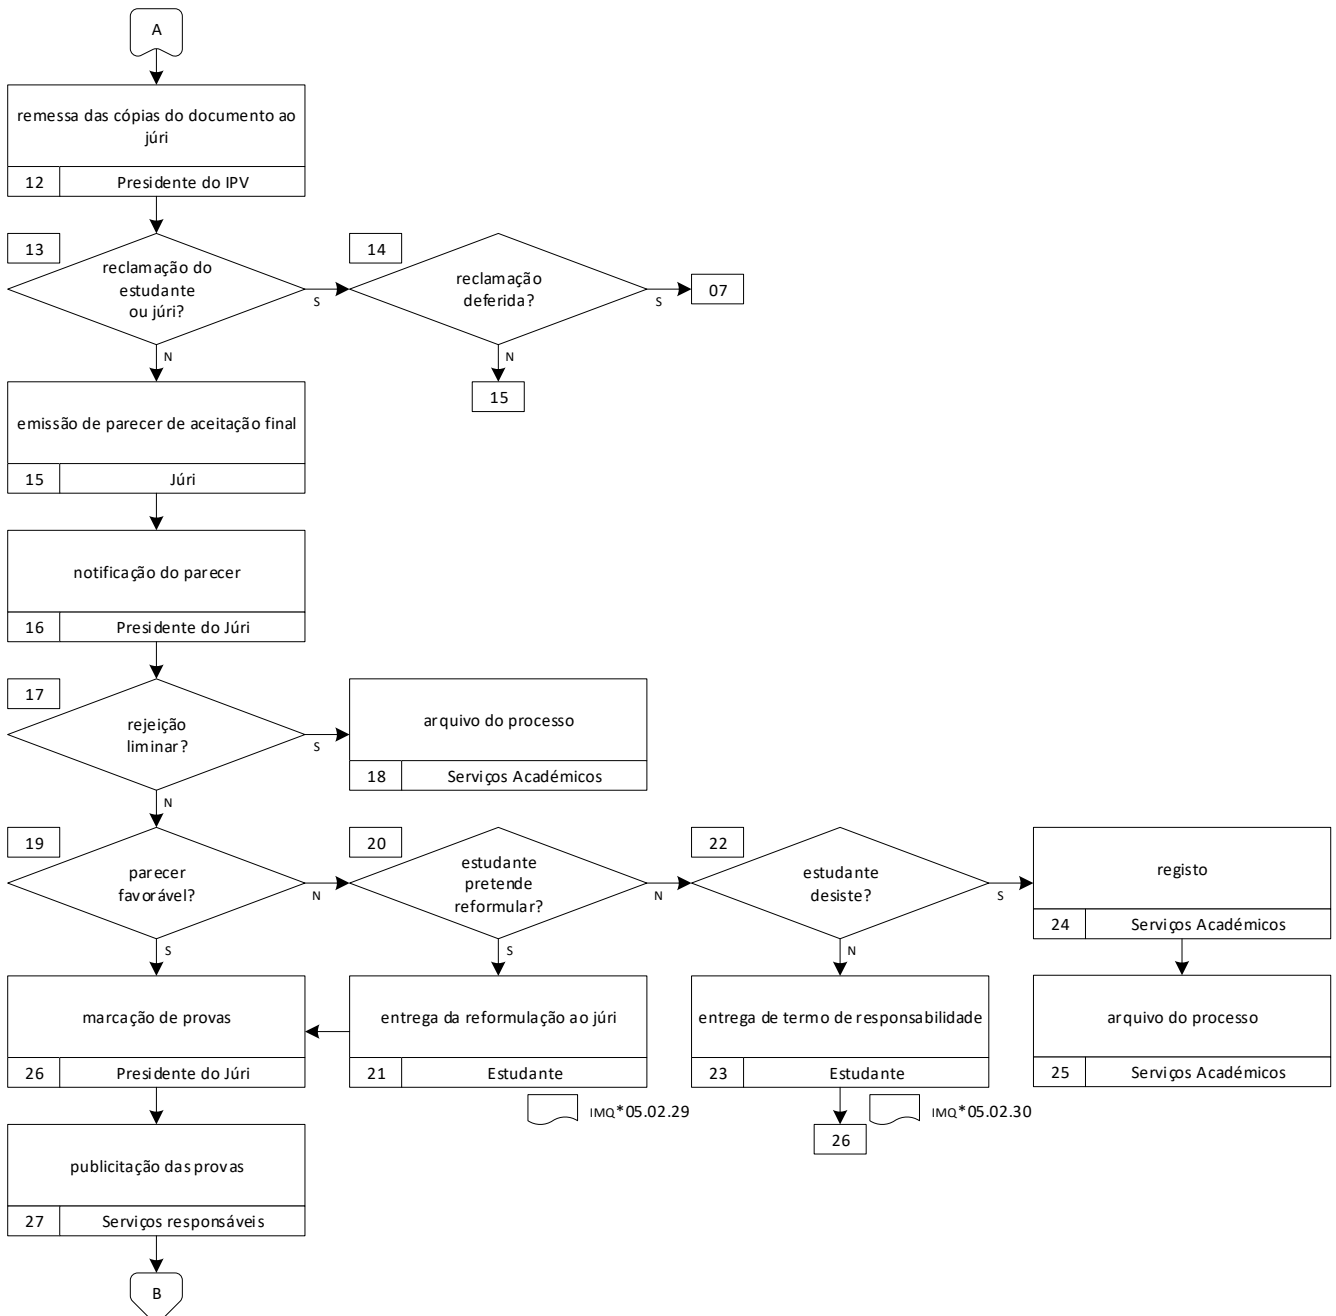 A
remessa das cópias do documento ao
júri
12 Presidente do IPV
13
reclamação do
estudante
ou júri?
S
N
14
reclamação
deferida?
S
07
N
15
emissão de parecer de aceitação final
15 Júri
notificação do parecer
16 Presidente do Júri
17
rejeição
liminar?
S
N
arquivo do processo
18 Serviços Académicos
19
parecer
favorável?
N
S
20
estudante
pretende
reformular?
N
S
22
estudante
desiste?
S
N
registo
24 Serviços Académicos
marcação de provas
26 Presidente do Júri
entrega da reformulação ao júri
21 Estudante
IMQ*05.02.29
entrega de termo de responsabilidade
23 Estudante
IMQ*05.02.30
26
arquivo do processo
25 Serviços Académicos
publicitação das provas
27 Serviços responsáveis
B